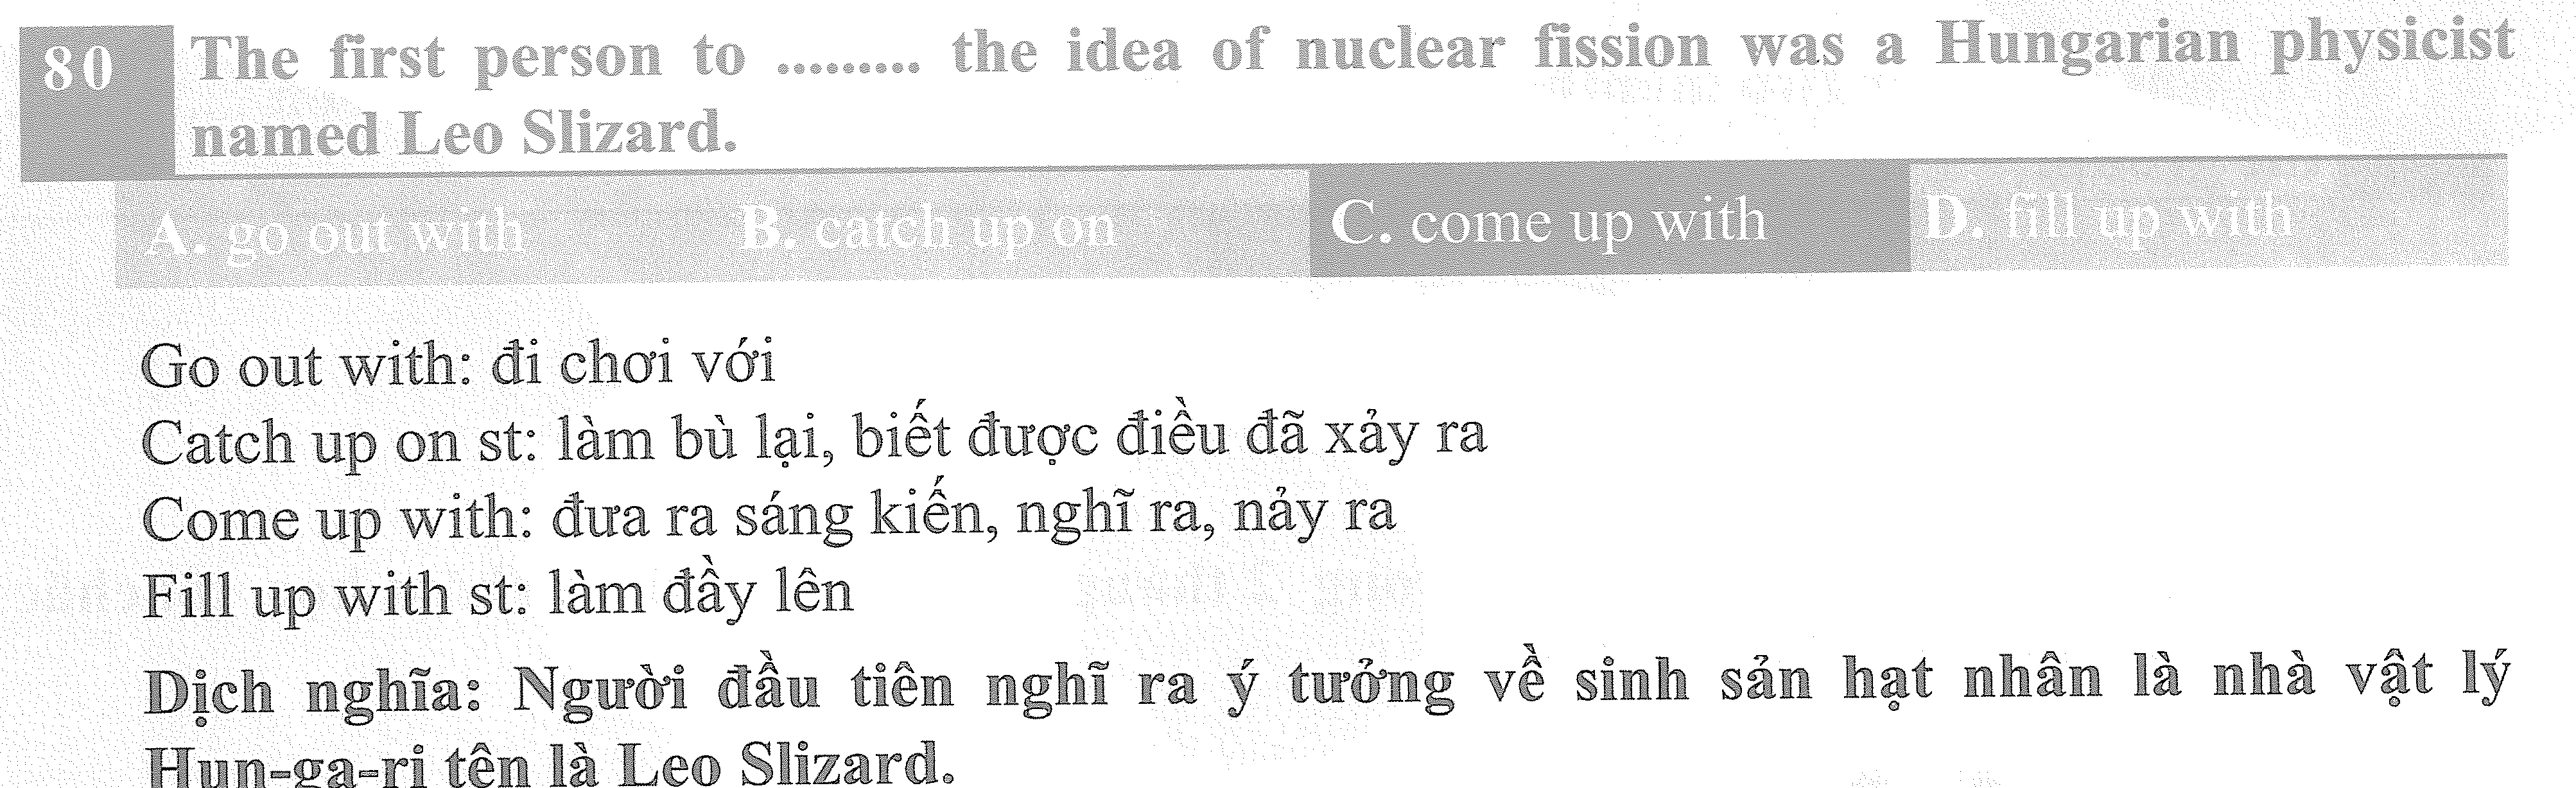 80 The first person to ......... the idea of nuclear fission was a Hungarian physicist
named Leo Slizard.
A. go out with B. catch up on C. come up with D. fill up with
Go out with: đi chơi với
Catch up on st: làm bù lại, biết được điều đã xảy ra
Come up with: đưa ra sáng kiến, nghĩ ra, nảy ra
Fill up with st: làm đầy lên
Dịch nghĩa: Người đầu tiên nghĩ ra ý tưởng về sinh sản hạt nhân là nhà vật lý
Hun-ga-ri tên là Leo Slizard.